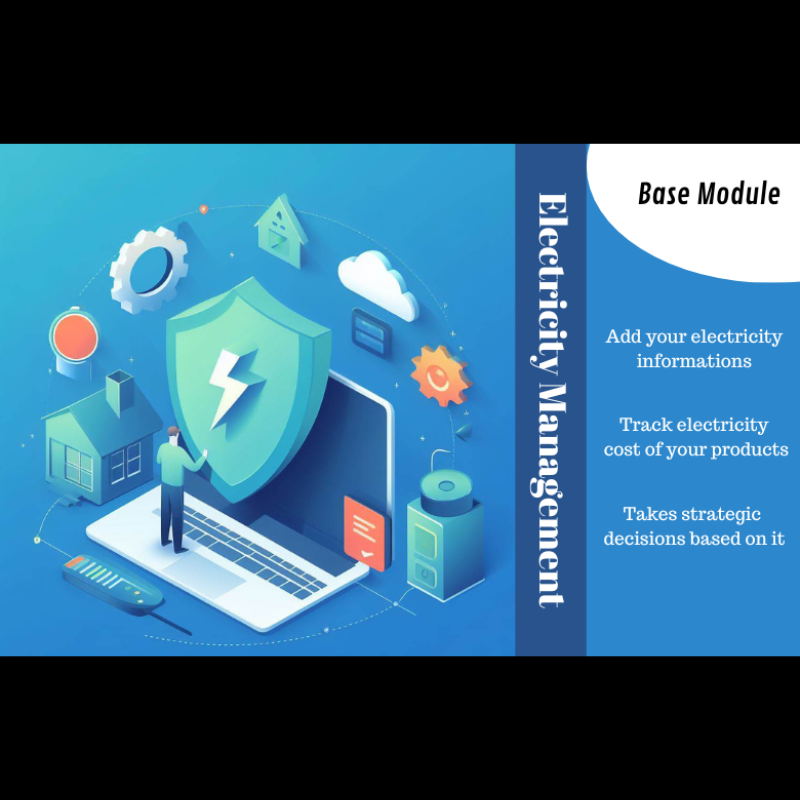 Electricity Management
Base Module
Add your electricity
informations
Track electricity
cost of your products
Takes strategic
decisions based on it